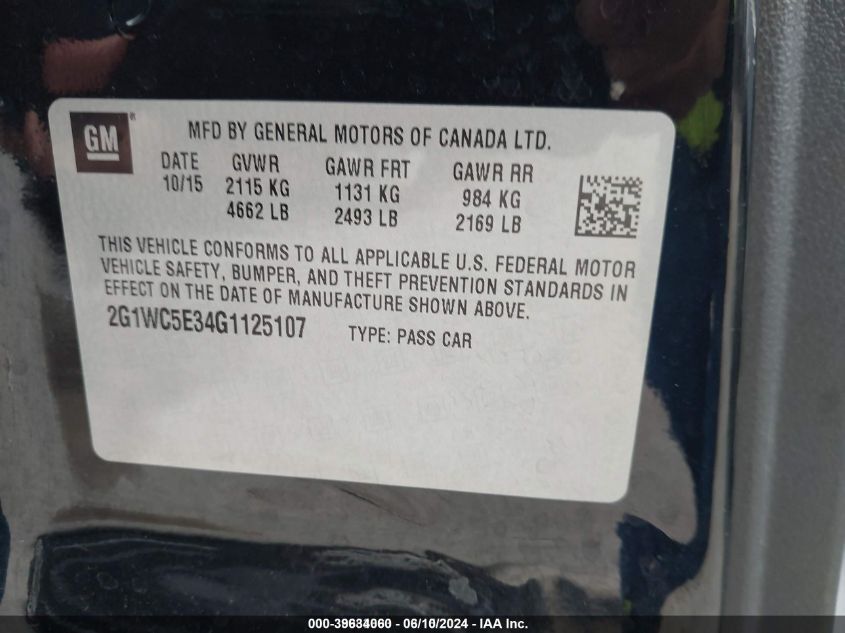 GM ®
MFD BY GENERAL MOTORS OF CANADA LTD.
DATE GVWR GAWR FRT GAWR RR
10/15 2115 KG 1131 KG 984 KG
4662 LB 2493 LB 2169 LB
THIS VEHICLE CONFORMS TO ALL APPLICABLE U.S. FEDERAL MOTOR
VEHICLE SAFETY, BUMPER, AND THEFT PREVENTION STANDARDS IN
EFFECT ON THE DATE OF MANUFACTURE SHOWN ABOVE.
2G1WC5E34G1125107 TYPE: PASS CAR
/ 06/10/2024 - IAA Inc.